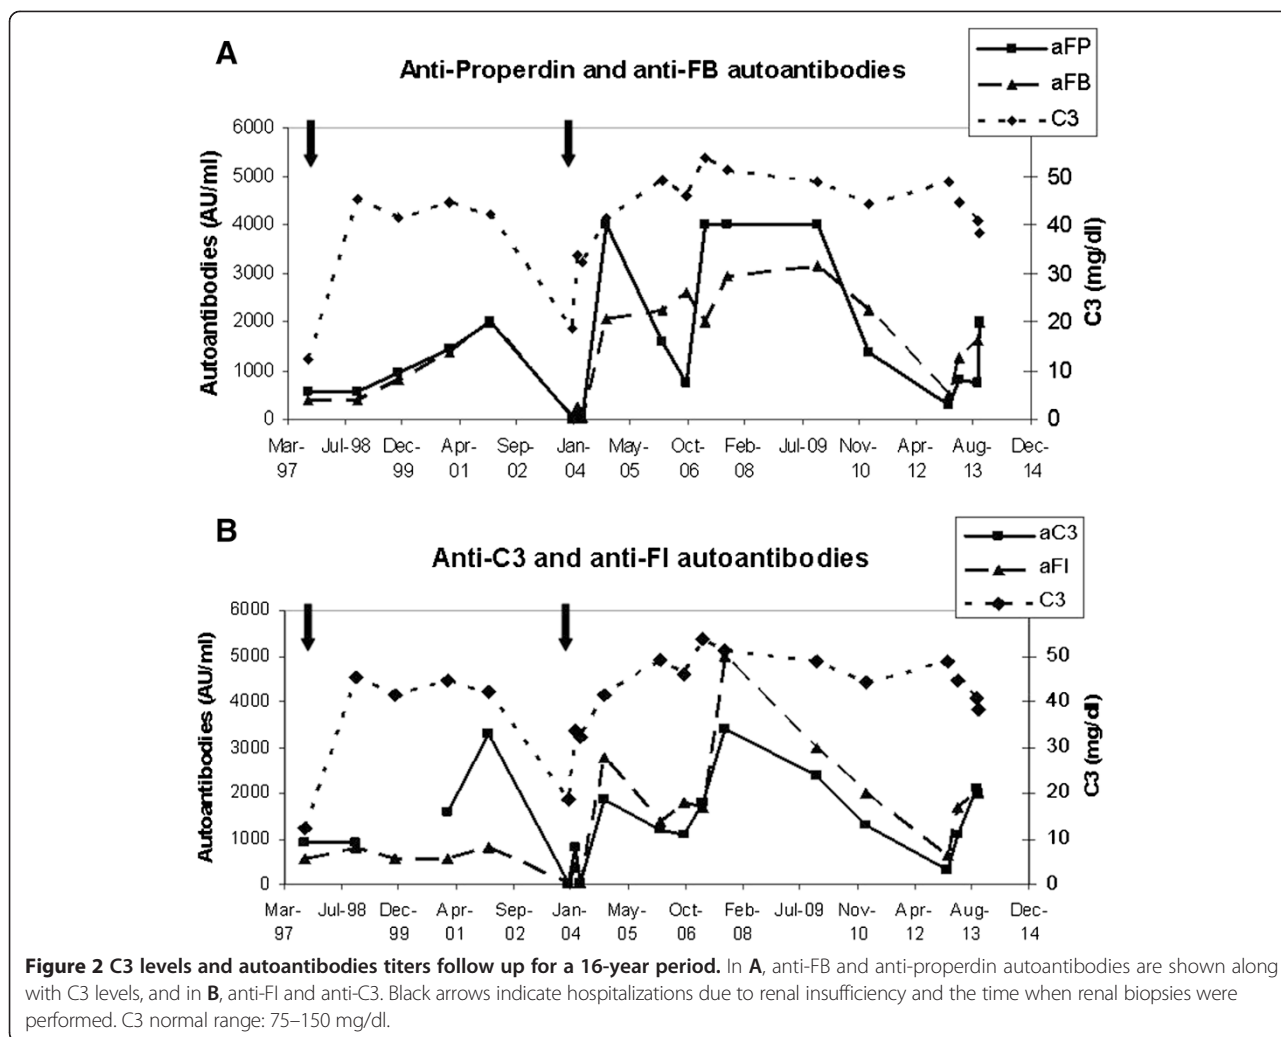 A
Anti-Properdin and anti-FB autoantibodies
aFP
aFB
C3
Autoantibodies (AU/ml)
6000
5000
4000
3000
2000
1000
0
50
40
30
20
10
0
C3 (mg/dl)
Mar- Jul-98 Dec- Apr- Sep- Jan- May- Oct- Feb- Jul-09 Nov- Apr- Aug- Dec-
97 99 01 02 04 05 06 08 10 12 13 14
B
Anti-C3 and anti-FI autoantibodies
aC3
aFI
C3
Autoantibodies (AU/ml)
6000
5000
4000
3000
2000
1000
0
50
40
30
20
10
0
C3 (mg/dl)
Mar- Jul-98 Dec- Apr- Sep- Jan- May- Oct- Feb- Jul-09 Nov- Apr- Aug- Dec-
97 99 01 02 04 05 06 08 10 12 13 14
Figure 2 C3 levels and autoantibodies titers follow up for a 16-year period. In A, anti-FB and anti-properdin autoantibodies are shown along
with C3 levels, and in B, anti-FI and anti-C3. Black arrows indicate hospitalizations due to renal insufficiency and the time when renal biopsies were
performed. C3 normal range: 75–150 mg/dl.